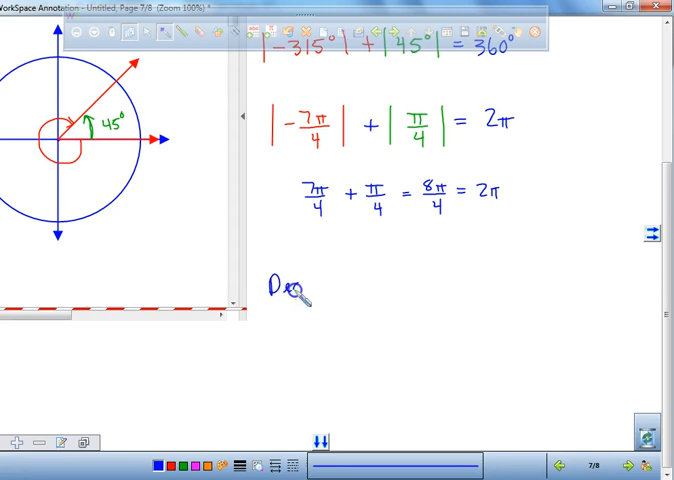 WorkSpace Annotation - Untitled, Page 7/8 (Zoom 100%) *
|-315°| + |45°| = 360°
45°
|-7π/4| + |π/4| = 2π
7π/4 + π/4 = 8π/4 = 2π
De
7/8